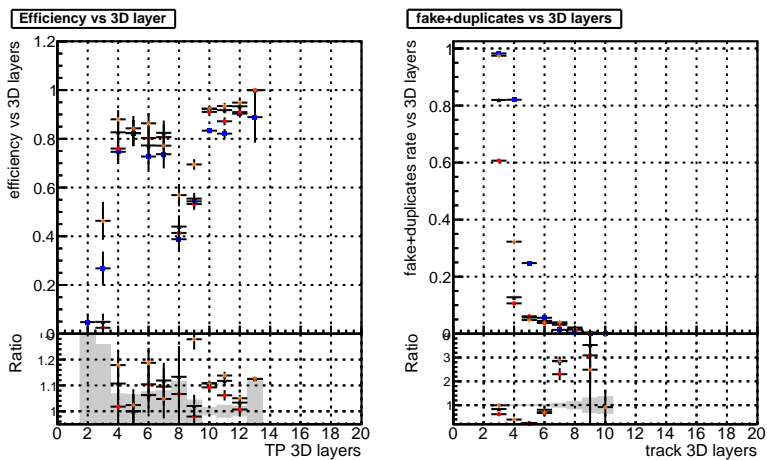 Efficiency vs 3D layer
efficiency vs 3D layers
1.2
1
0.8
0.6
0.4
0.2
0
Ratio
1.2
1.1
1
0 2 4 6 8 10 12 14 16 18 20
TP 3D layers
fake+duplicates vs 3D layers
fake+duplicates rate vs 3D layers
1
0.8
0.6
0.4
0.2
0
Ratio
3
2
1
0 2 4 6 8 10 12 14 16 18 20
track 3D layers